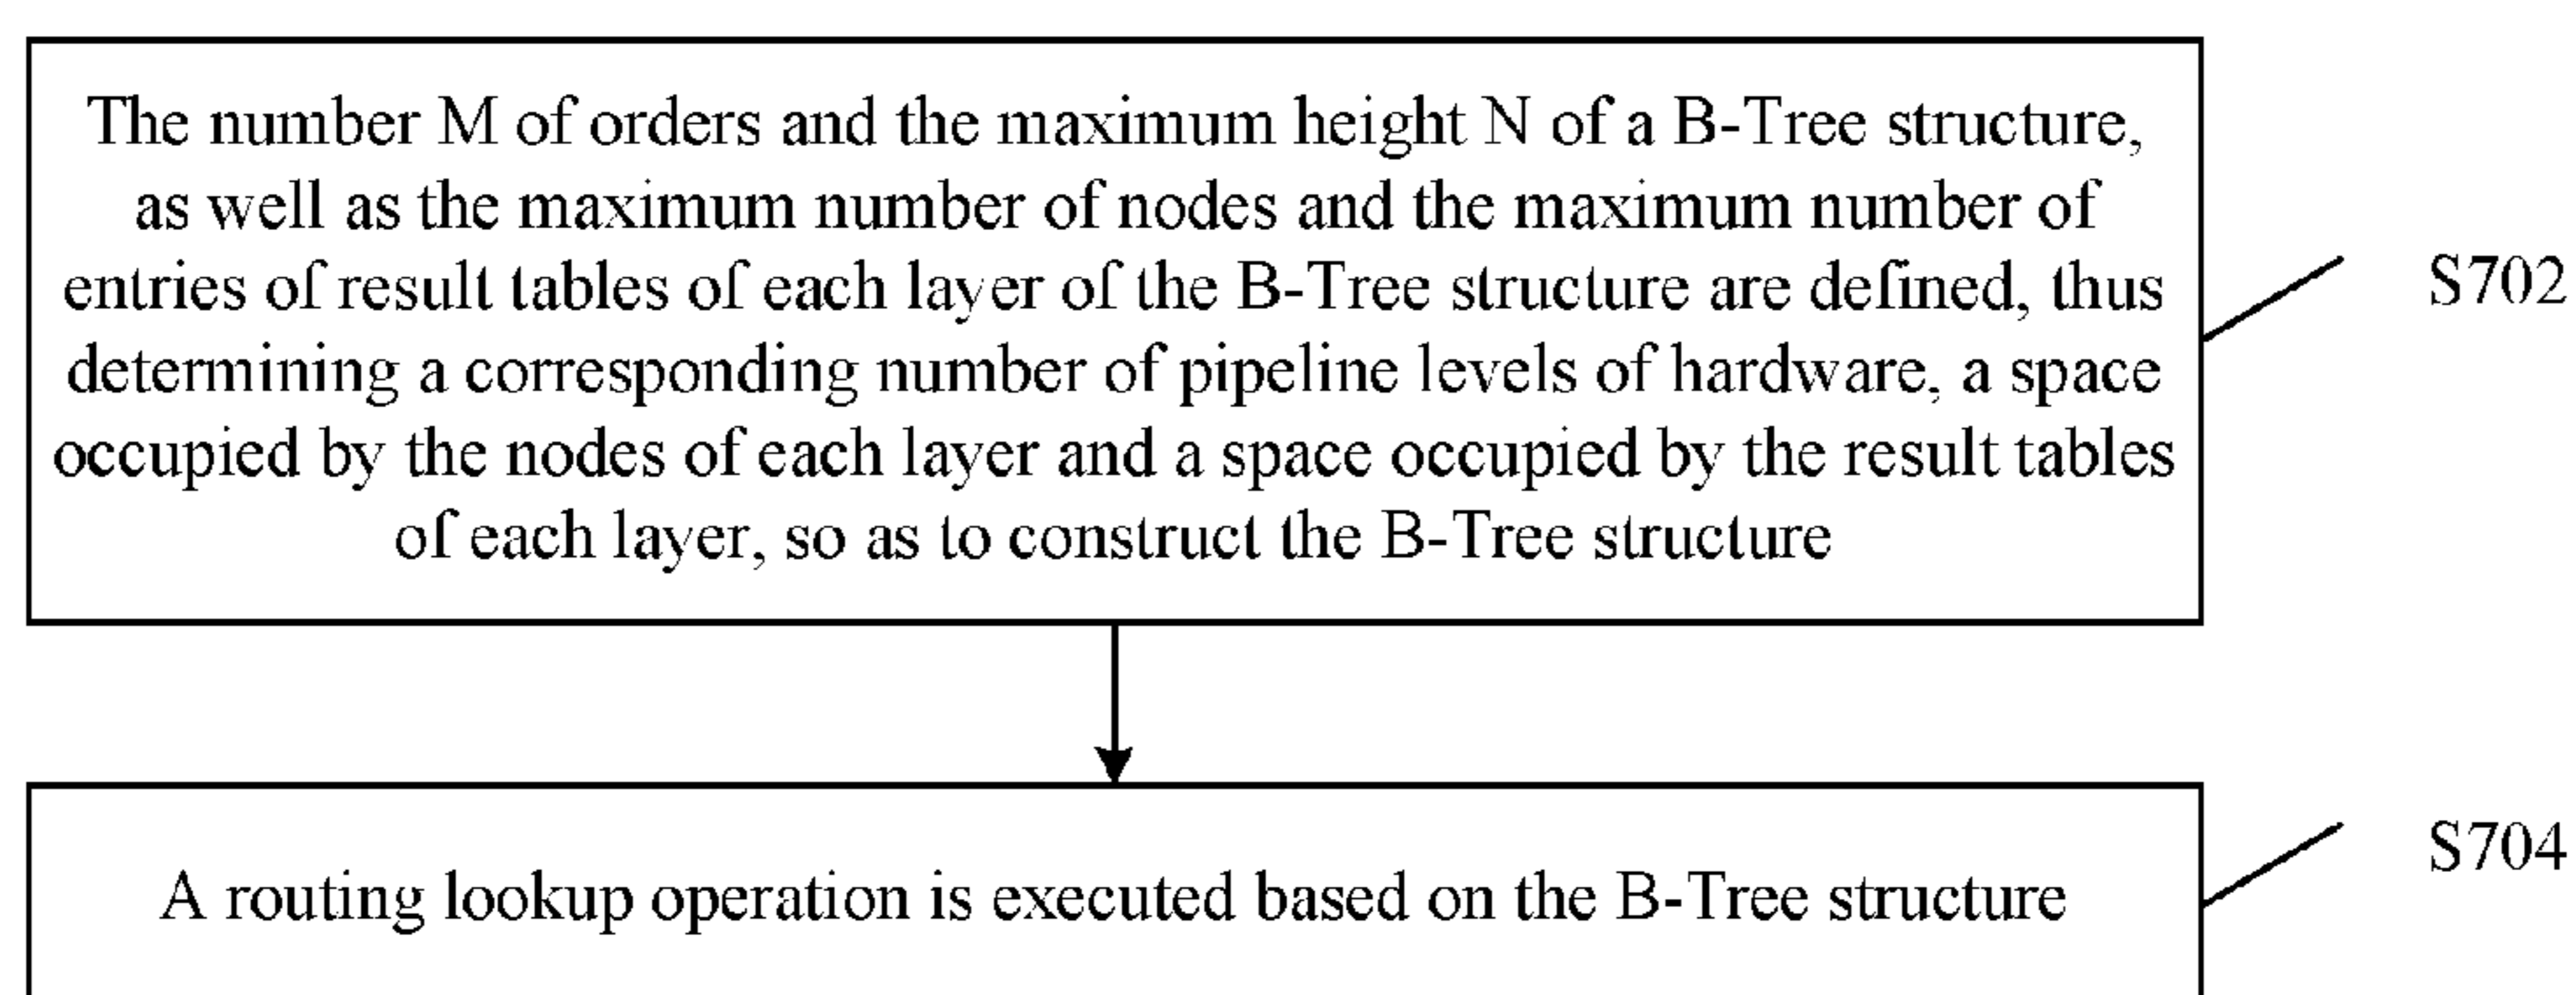 The number M of orders and the maximum height N of a B-Tree structure,
as well as the maximum number of nodes and the maximum number of
entries of result tables of each layer of the B-Tree structure are defined, thus
determining a corresponding number of pipeline levels of hardware, a space
occupied by the nodes of each layer and a space occupied by the result tables
of each layer, so as to construct the B-Tree structure
S702
A routing lookup operation is executed based on the B-Tree structure
S704